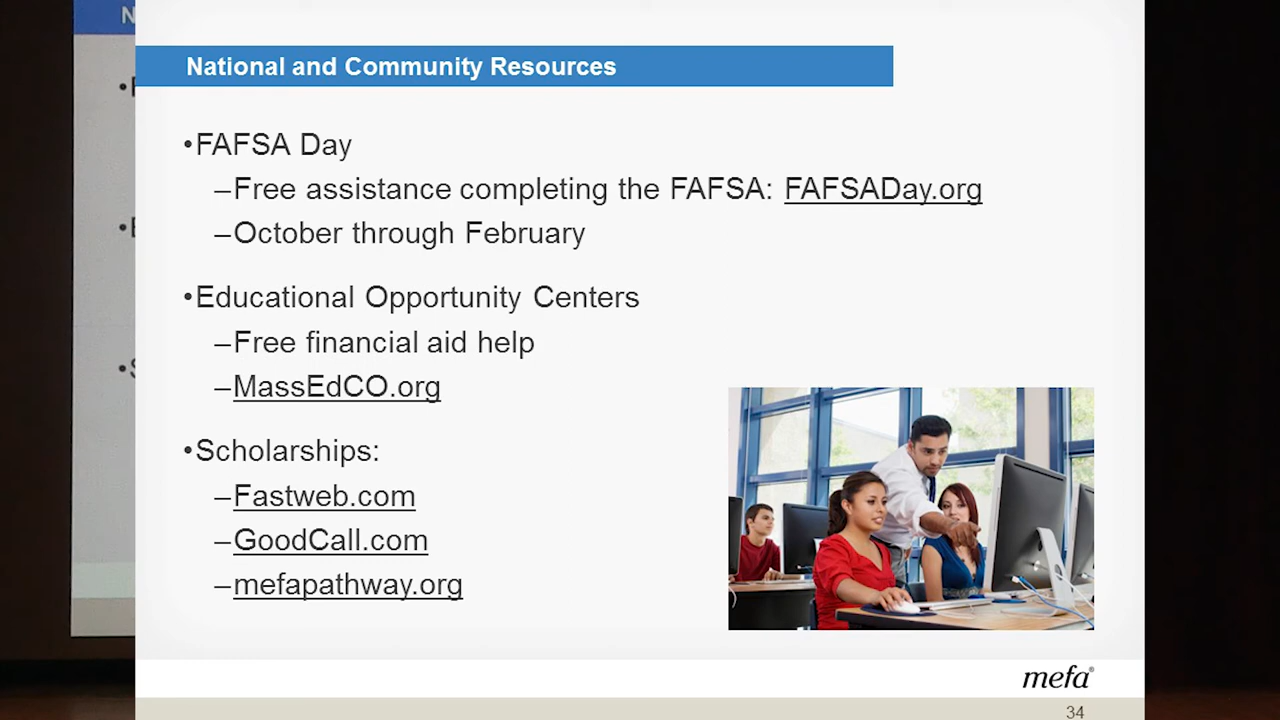 National and Community Resources
•FAFSA Day
–Free assistance completing the FAFSA: FAFSADay.org
–October through February
•Educational Opportunity Centers
–Free financial aid help
–MassEdCO.org
•Scholarships:
–Fastweb.com
–GoodCall.com
–mefapathway.org
mefa®
34